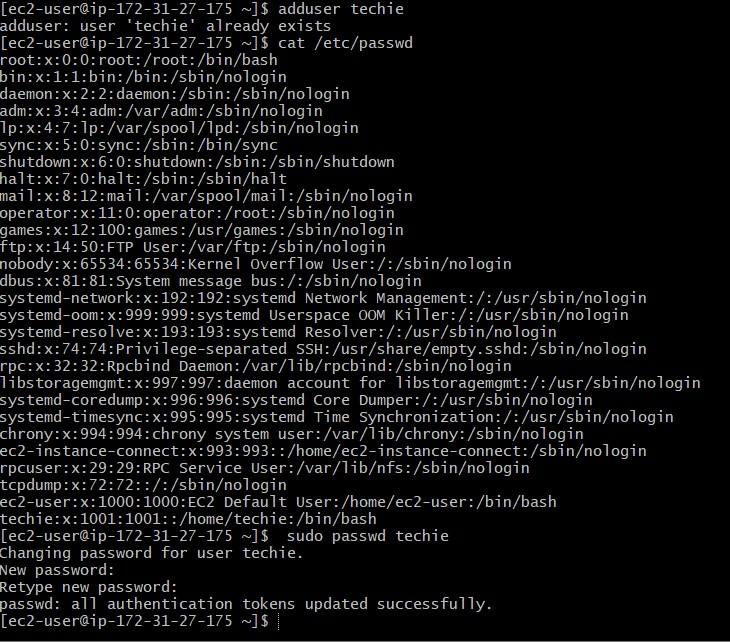 [ec2-user@ip-172-31-27-175 ~]$ adduser techie
adduser: user 'techie' already exists
[ec2-user@ip-172-31-27-175 ~]$ cat /etc/passwd
root:x:0:0:root:/root:/bin/bash
bin:x:1:1:bin:/bin:/sbin/nologin
daemon:x:2:2:daemon:/sbin:/sbin/nologin
adm:x:3:4:adm:/var/adm:/sbin/nologin
lp:x:4:7:lp:/var/spool/lpd:/sbin/nologin
sync:x:5:0:sync:/sbin:/bin/sync
shutdown:x:6:0:shutdown:/sbin:/sbin/shutdown
halt:x:7:0:halt:/sbin:/sbin/halt
mail:x:8:12:mail:/var/spool/mail:/sbin/nologin
operator:x:11:0:operator:/root:/sbin/nologin
games:x:12:100:games:/usr/games:/sbin/nologin
ftp:x:14:50:FTP User:/var/ftp:/sbin/nologin
nobody:x:65534:65534:Kernel Overflow User:/:/sbin/nologin
dbus:x:81:81:System message bus:/:/sbin/nologin
systemd-network:x:192:192:systemd Network Management:/:/usr/sbin/nologin
systemd-oom:x:999:999:systemd Userspace OOM Killer:/:/usr/sbin/nologin
systemd-resolve:x:193:193:systemd Resolver:/:/usr/sbin/nologin
sshd:x:74:74:Privilege-separated SSH:/usr/share/empty.sshd:/sbin/nologin
rpc:x:32:32:Rpcbind Daemon:/var/lib/rpcbind:/sbin/nologin
libstoragemgmt:x:997:997:daemon account for libstoragemgmt:/:/usr/sbin/nologin
systemd-coredump:x:996:996:systemd Core Dumper:/:/usr/sbin/nologin
systemd-timesync:x:995:995:systemd Time Synchronization:/:/usr/sbin/nologin
chrony:x:994:994:chrony system user:/var/lib/chrony:/sbin/nologin
ec2-instance-connect:x:993:993::/home/ec2-instance-connect:/sbin/nologin
rpcuser:x:29:29:RPC Service User:/var/lib/nfs:/sbin/nologin
tcpdump:x:72:72::/:/sbin/nologin
ec2-user:x:1000:1000:EC2 Default User:/home/ec2-user:/bin/bash
techie:x:1001:1001::/home/techie:/bin/bash
[ec2-user@ip-172-31-27-175 ~]$  sudo passwd techie
Changing password for user techie.
New password:
Retype new password:
passwd: all authentication tokens updated successfully.
[ec2-user@ip-172-31-27-175 ~]$